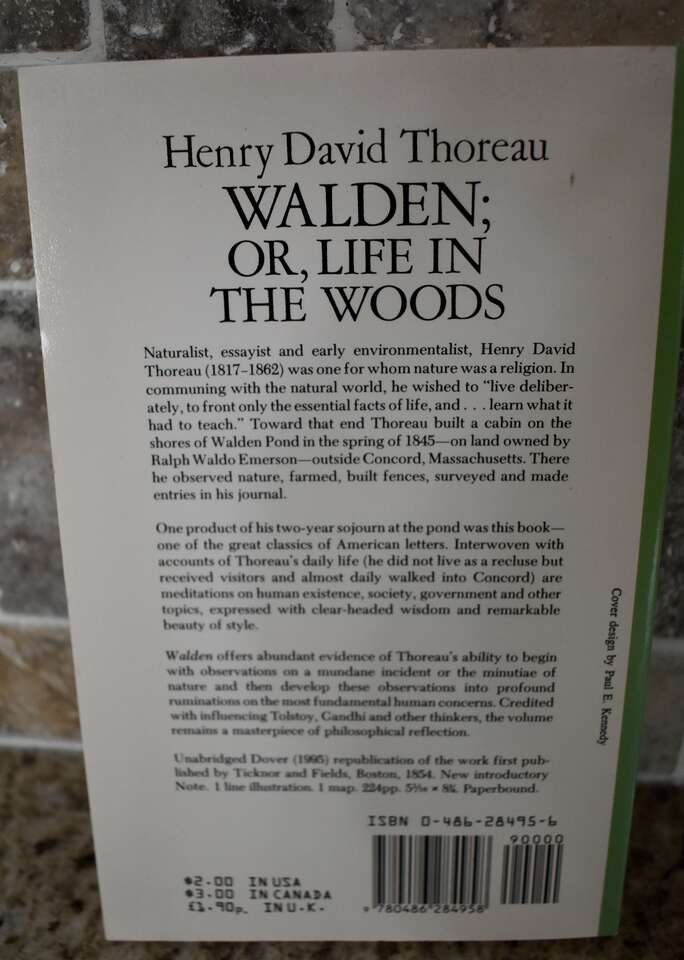 Henry David Thoreau
WALDEN;
OR, LIFE IN
THE WOODS
Naturalist, essayist and early environmentalist, Henry David
Thoreau (1817–1862) was one for whom nature was a religion. In
communing with the natural world, he wished to “live deliber-
ately, to front only the essential facts of life, and . . . learn what it
had to teach.” Toward that end Thoreau built a cabin on the
shores of Walden Pond in the spring of 1845—on land owned by
Ralph Waldo Emerson—outside Concord, Massachusetts. There
he observed nature, farmed, built fences, surveyed and made
entries in his journal.
One product of his two-year sojourn at the pond was this book—
one of the great classics of American letters. Interwoven with
accounts of Thoreau’s daily life (he did not live as a recluse but
received visitors and almost daily walked into Concord) are
meditations on human existence, society, government and other
topics, expressed with clear-headed wisdom and remarkable
beauty of style.
Walden offers abundant evidence of Thoreau’s ability to begin
with observations on a mundane incident or the minutiae of
nature and then develop these observations into profound
ruminations on the most fundamental human concerns. Credited
with influencing Tolstoy, Gandhi and other thinkers, the volume
remains a masterpiece of philosophical reflection.
Unabridged Dover (1995) republication of the work first pub-
lished by Ticknor and Fields, Boston, 1854. New introductory
Note. 1 line illustration. 1 map. 224pp. 5³⁄₁₆ × 8¼. Paperbound.
Cover design by Paul E. Kennedy
ISBN 0-486-28495-6
90000
$2.00 IN USA
$3.00 IN CANADA
£1.90p. IN U.K.
9 780486 284958